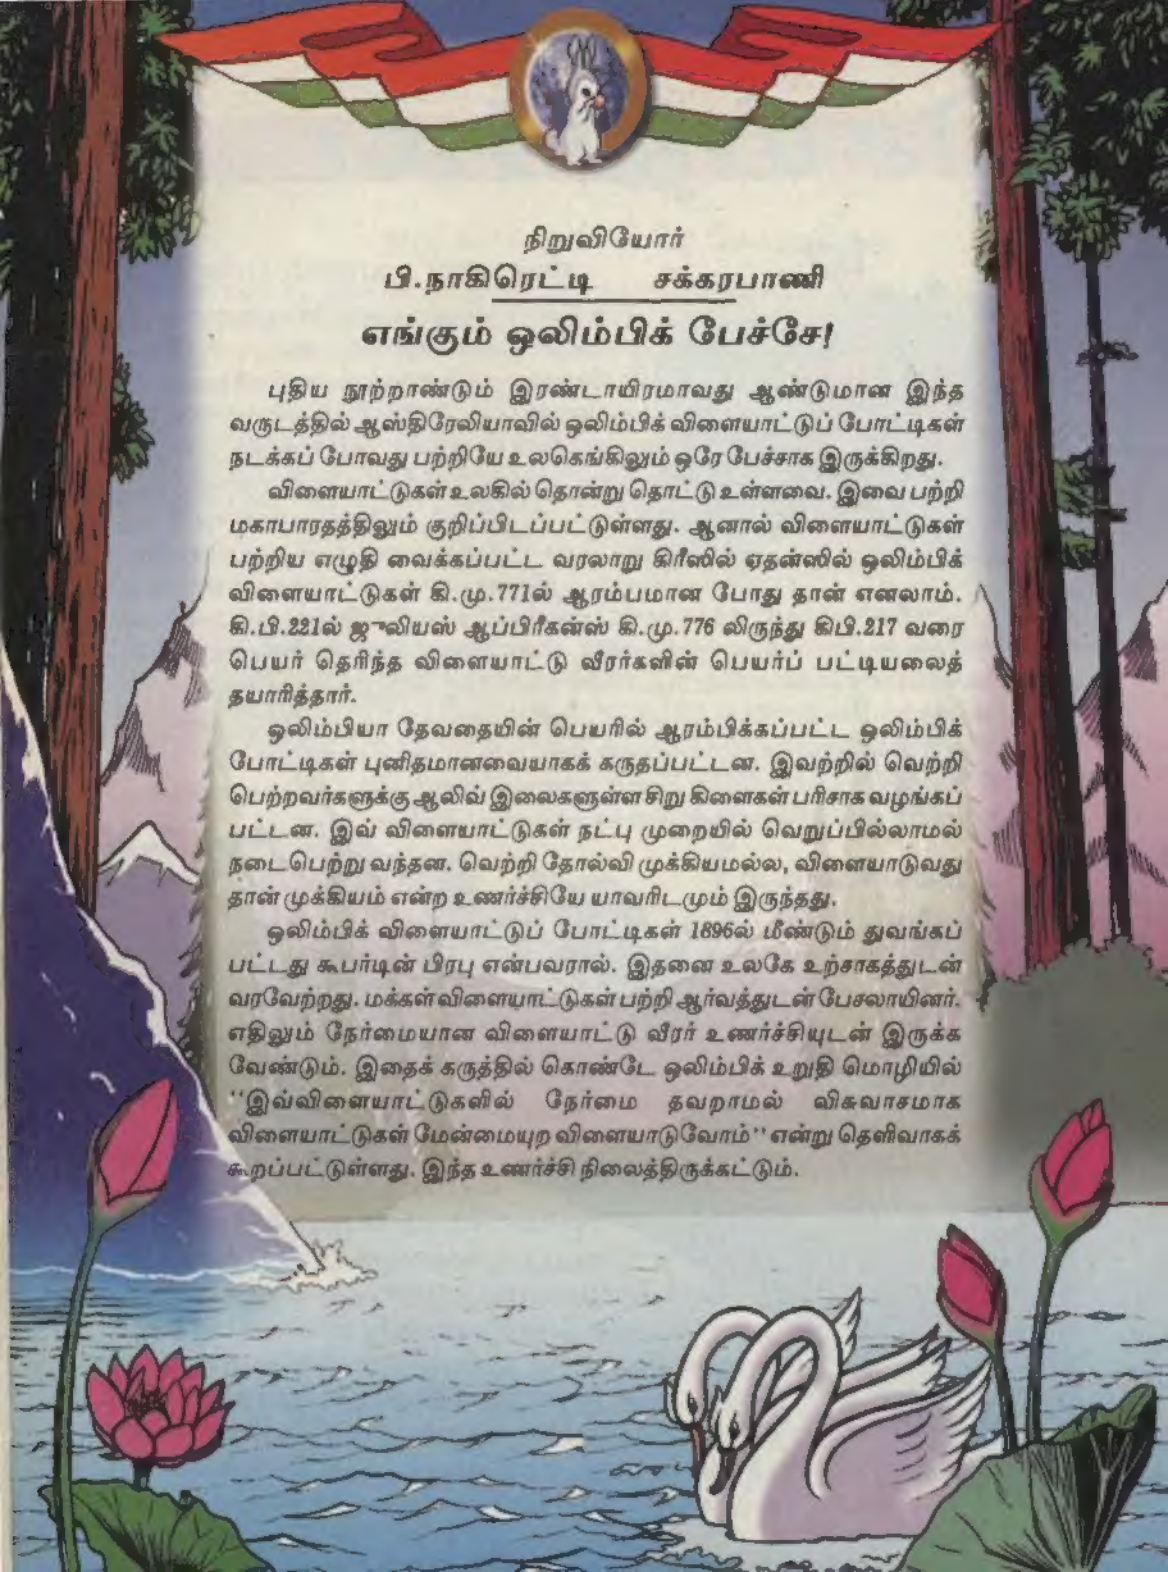 நிறுவியோர்
பி.நாகிரெட்டி சக்கரபாணி
எங்கும் ஒலிம்பிக் பேச்சே!
புதிய நூற்றாண்டும் இரண்டாயிரமாவது ஆண்டுமான இந்த
வருடத்தில் ஆஸ்திரேலியாவில் ஒலிம்பிக் விளையாட்டுப் போட்டிகள்
நடக்கப் போவது பற்றியே உலகெங்கிலும் ஒரே பேச்சாக இருக்கிறது.
விளையாட்டுகள் உலகில் தொன்று தொட்டு உள்ளவை. இவை பற்றி
மகாபாரதத்திலும் குறிப்பிடப்பட்டுள்ளது. ஆனால் விளையாட்டுகள்
பற்றிய எழுதி வைக்கப்பட்ட வரலாறு கிரீஸில் ஏதன்ஸில் ஒலிம்பிக்
விளையாட்டுகள் கி.மு.771ல் ஆரம்பமான போது தான் எனலாம்.
கி.பி.221ல் ஜுலியஸ் ஆப்பிரீகன்ஸ் கி.மு.776 லிருந்து கிபி.217 வரை
பெயர் தெரிந்த விளையாட்டு வீரர்களின் பெயர்ப் பட்டியலைத்
தயாரித்தார்.
ஒலிம்பியா தேவதையின் பெயரில் ஆரம்பிக்கப்பட்ட ஒலிம்பிக்
போட்டிகள் புனிதமானவையாகக் கருதப்பட்டன. இவற்றில் வெற்றி
பெற்றவர்களுக்கு ஆலிவ் இலைகளுள்ள சிறு கிளைகள் பரிசாக வழங்கப்
பட்டன. இவ் விளையாட்டுகள் நட்பு முறையில் வெறுப்பில்லாமல்
நடைபெற்று வந்தன. வெற்றி தோல்வி முக்கியமல்ல, விளையாடுவது
தான் முக்கியம் என்ற உணர்ச்சியே யாவரிடமும் இருந்தது.
ஒலிம்பிக் விளையாட்டுப் போட்டிகள் 1896ல் மீண்டும் துவங்கப்
பட்டது கூபர்டின் பிரபு என்பவரால். இதனை உலகே உற்சாகத்துடன்
வரவேற்றது. மக்கள் விளையாட்டுகள் பற்றி ஆர்வத்துடன் பேசலாயினர்.
எதிலும் நேர்மையான விளையாட்டு வீரர் உணர்ச்சியுடன் இருக்க
வேண்டும். இதைக் கருத்தில் கொண்டே ஒலிம்பிக் உறுதி மொழியில்
"இவ்விளையாட்டுகளில் நேர்மை தவறாமல் விசுவாசமாக
விளையாட்டுகள் மேன்மையுற விளையாடுவோம்" என்று தெளிவாகக்
கூறப்பட்டுள்ளது. இந்த உணர்ச்சி நிலைத்திருக்கட்டும்.